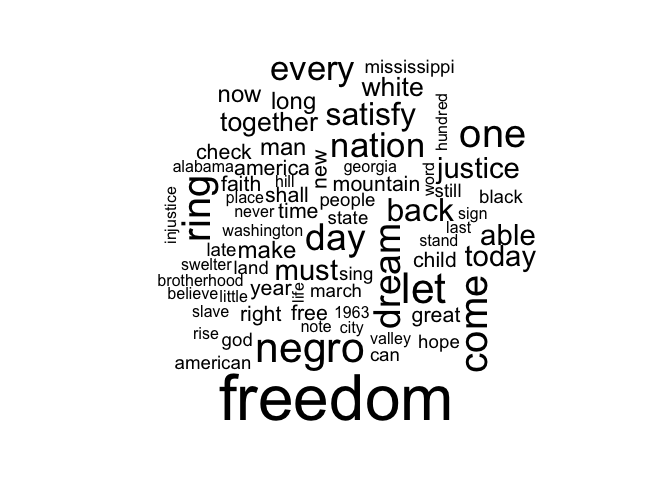 every mississippi
now long white
together satisfy hundred one
check man new nation
alabama america georgia word justice
injustice ring faith hill mountain still
place shall people back sign black
never time state
washington day last able
late make dream stand
swelter land must sing child today
brotherhood year life march let come
believe little
slave right free 1963 great
rise god note city valley hope
negro can
american
freedom